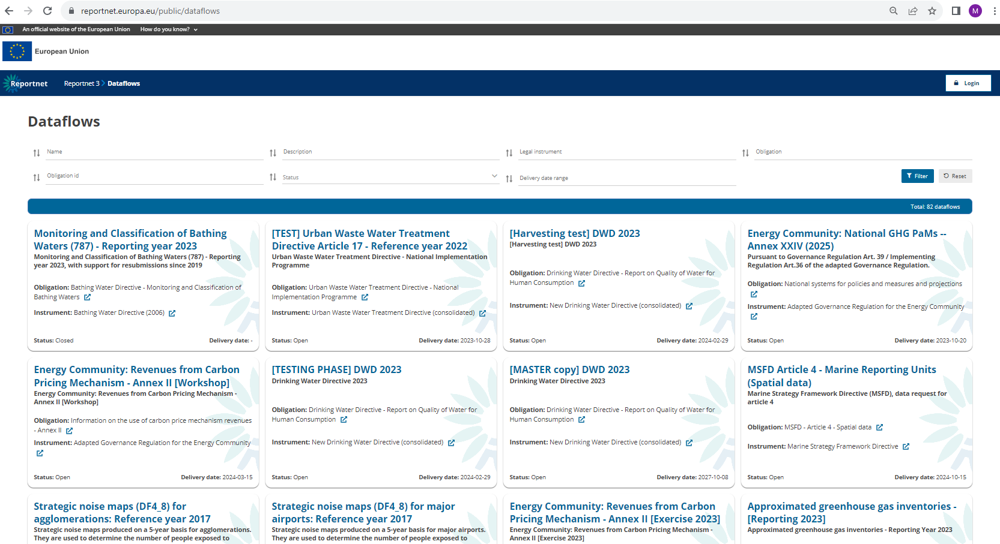 reportnet.europa.eu/public/dataflows
M
An official website of the European Union How do you know?
European Union
Reportnet Reportnet 3 Dataflows Login
Dataflows
Name Description Legal instrument Obligation
Obligation id Status Delivery date range Filter Reset
Total: 82 dataflows
Monitoring and Classification of Bathing
Waters (787) - Reporting year 2023
Monitoring and Classification of Bathing Waters (787) - Reporting
year 2023, with support for resubmissions since 2019
Obligation: Bathing Water Directive - Monitoring and Classification of
Bathing Waters
Instrument: Bathing Water Directive (2006)
Status: Closed Delivery date: -
[TEST] Urban Waste Water Treatment
Directive Article 17 - Reference year 2022
Urban Waste Water Treatment Directive - National Implementation
Programme
Obligation: Urban Waste Water Treatment Directive - National
Implementation Programme
Instrument: Urban Waste Water Treatment Directive (consolidated)
Status: Open Delivery date: 2023-10-28
[Harvesting test] DWD 2023
[Harvesting test] DWD 2023
Obligation: Drinking Water Directive - Report on Quality of Water for
Human Consumption
Instrument: New Drinking Water Directive (consolidated)
Status: Open Delivery date: 2024-02-29
Energy Community: National GHG PaMs --
Annex XXIV (2025)
Pursuant to Governance Regulation Art. 39 / Implementing
Regulation Art.36 of the adapted Governance Regulation.
Obligation: National systems for policies and measures and projections
Instrument: Adapted Governance Regulation for the Energy Community
Status: Open Delivery date: 2023-10-20
Energy Community: Revenues from Carbon
Pricing Mechanism - Annex II [Workshop]
Energy Community: Revenues from Carbon Pricing Mechanism -
Annex II [Workshop]
Obligation: Information on the use of carbon price mechanism revenues
- Annex II
Instrument: Adapted Governance Regulation for the Energy Community
Status: Open Delivery date: 2024-03-15
[TESTING PHASE] DWD 2023
Drinking Water Directive 2023
Obligation: Drinking Water Directive - Report on Quality of Water for
Human Consumption
Instrument: New Drinking Water Directive (consolidated)
Status: Open Delivery date: 2024-02-29
[MASTER copy] DWD 2023
Drinking Water Directive 2023
Obligation: Drinking Water Directive - Report on Quality of Water for
Human Consumption
Instrument: New Drinking Water Directive (consolidated)
Status: Open Delivery date: 2027-10-08
MSFD Article 4 - Marine Reporting Units
(Spatial data)
Marine Strategy Framework Directive (MSFD), data request for
article 4
Obligation: MSFD - Article 4 - Spatial data
Instrument: Marine Strategy Framework Directive
Status: Open Delivery date: 2024-10-15
Strategic noise maps (DF4_8) for
agglomerations: Reference year 2017
Strategic noise maps produced on a 5-year basis for agglomerations.
They are used to determine the number of people exposed to
Strategic noise maps (DF4_8) for major
airports: Reference year 2017
Strategic noise maps produced on a 5-year basis for major airports.
They are used to determine the number of people exposed to
Energy Community: Revenues from Carbon
Pricing Mechanism - Annex II [Exercise 2023]
Energy Community: Revenues from Carbon Pricing Mechanism -
Annex II [Exercise 2023]
Approximated greenhouse gas inventories -
[Reporting 2023]
Approximated greenhouse gas inventories - Reporting Year 2023